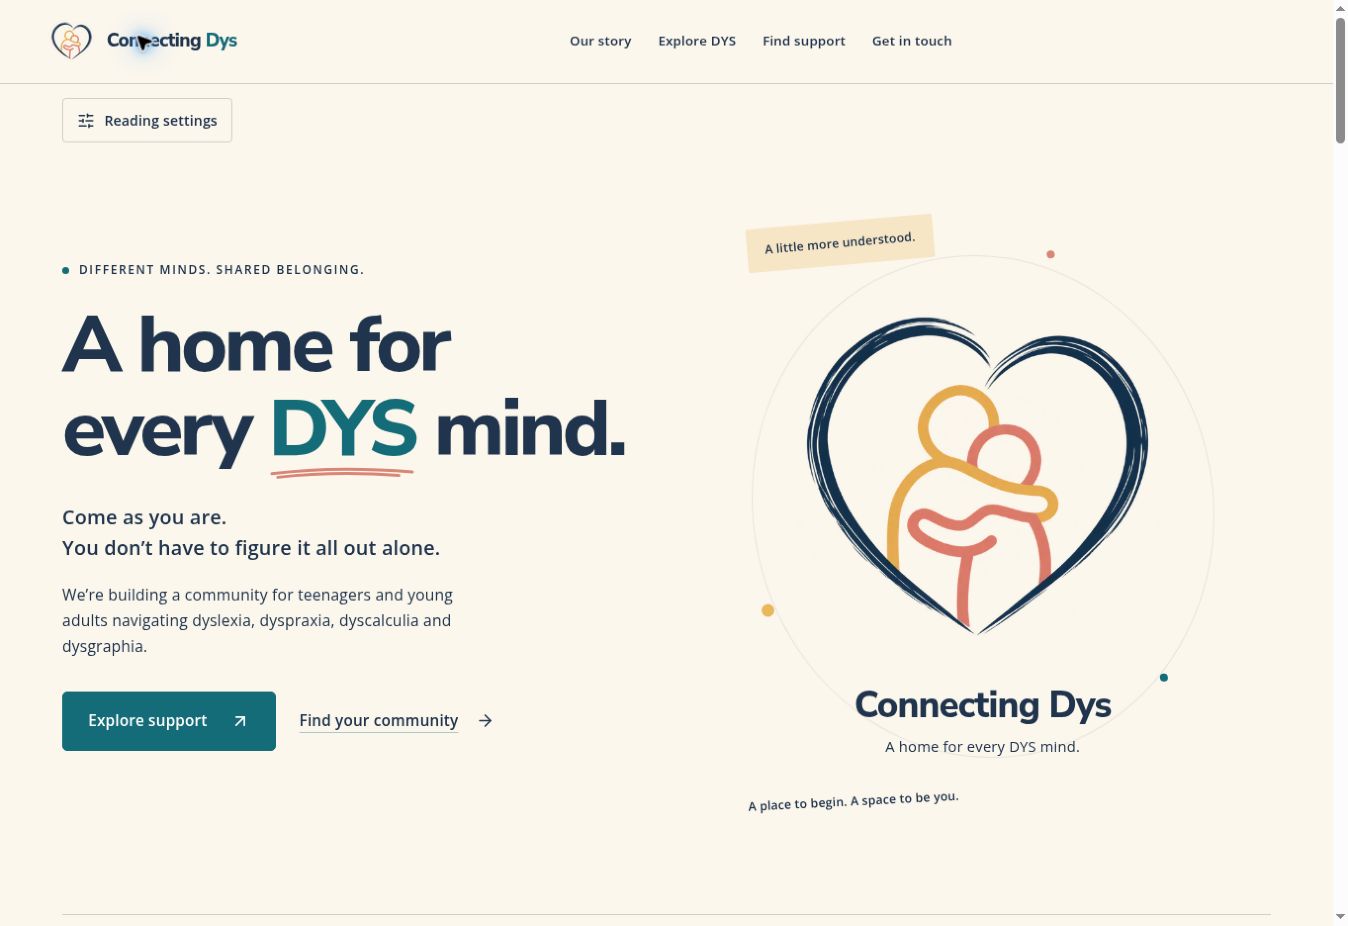 Connecting Dys
Our story
Explore DYS
Find support
Get in touch
Reading settings
DIFFERENT MINDS. SHARED BELONGING.
A home for
every DYS mind.
Come as you are.
You don’t have to figure it all out alone.
We’re building a community for teenagers and young
adults navigating dyslexia, dyspraxia, dyscalculia and
dysgraphia.
Explore support
Find your community
A little more understood.
Connecting Dys
A home for every DYS mind.
A place to begin. A space to be you.